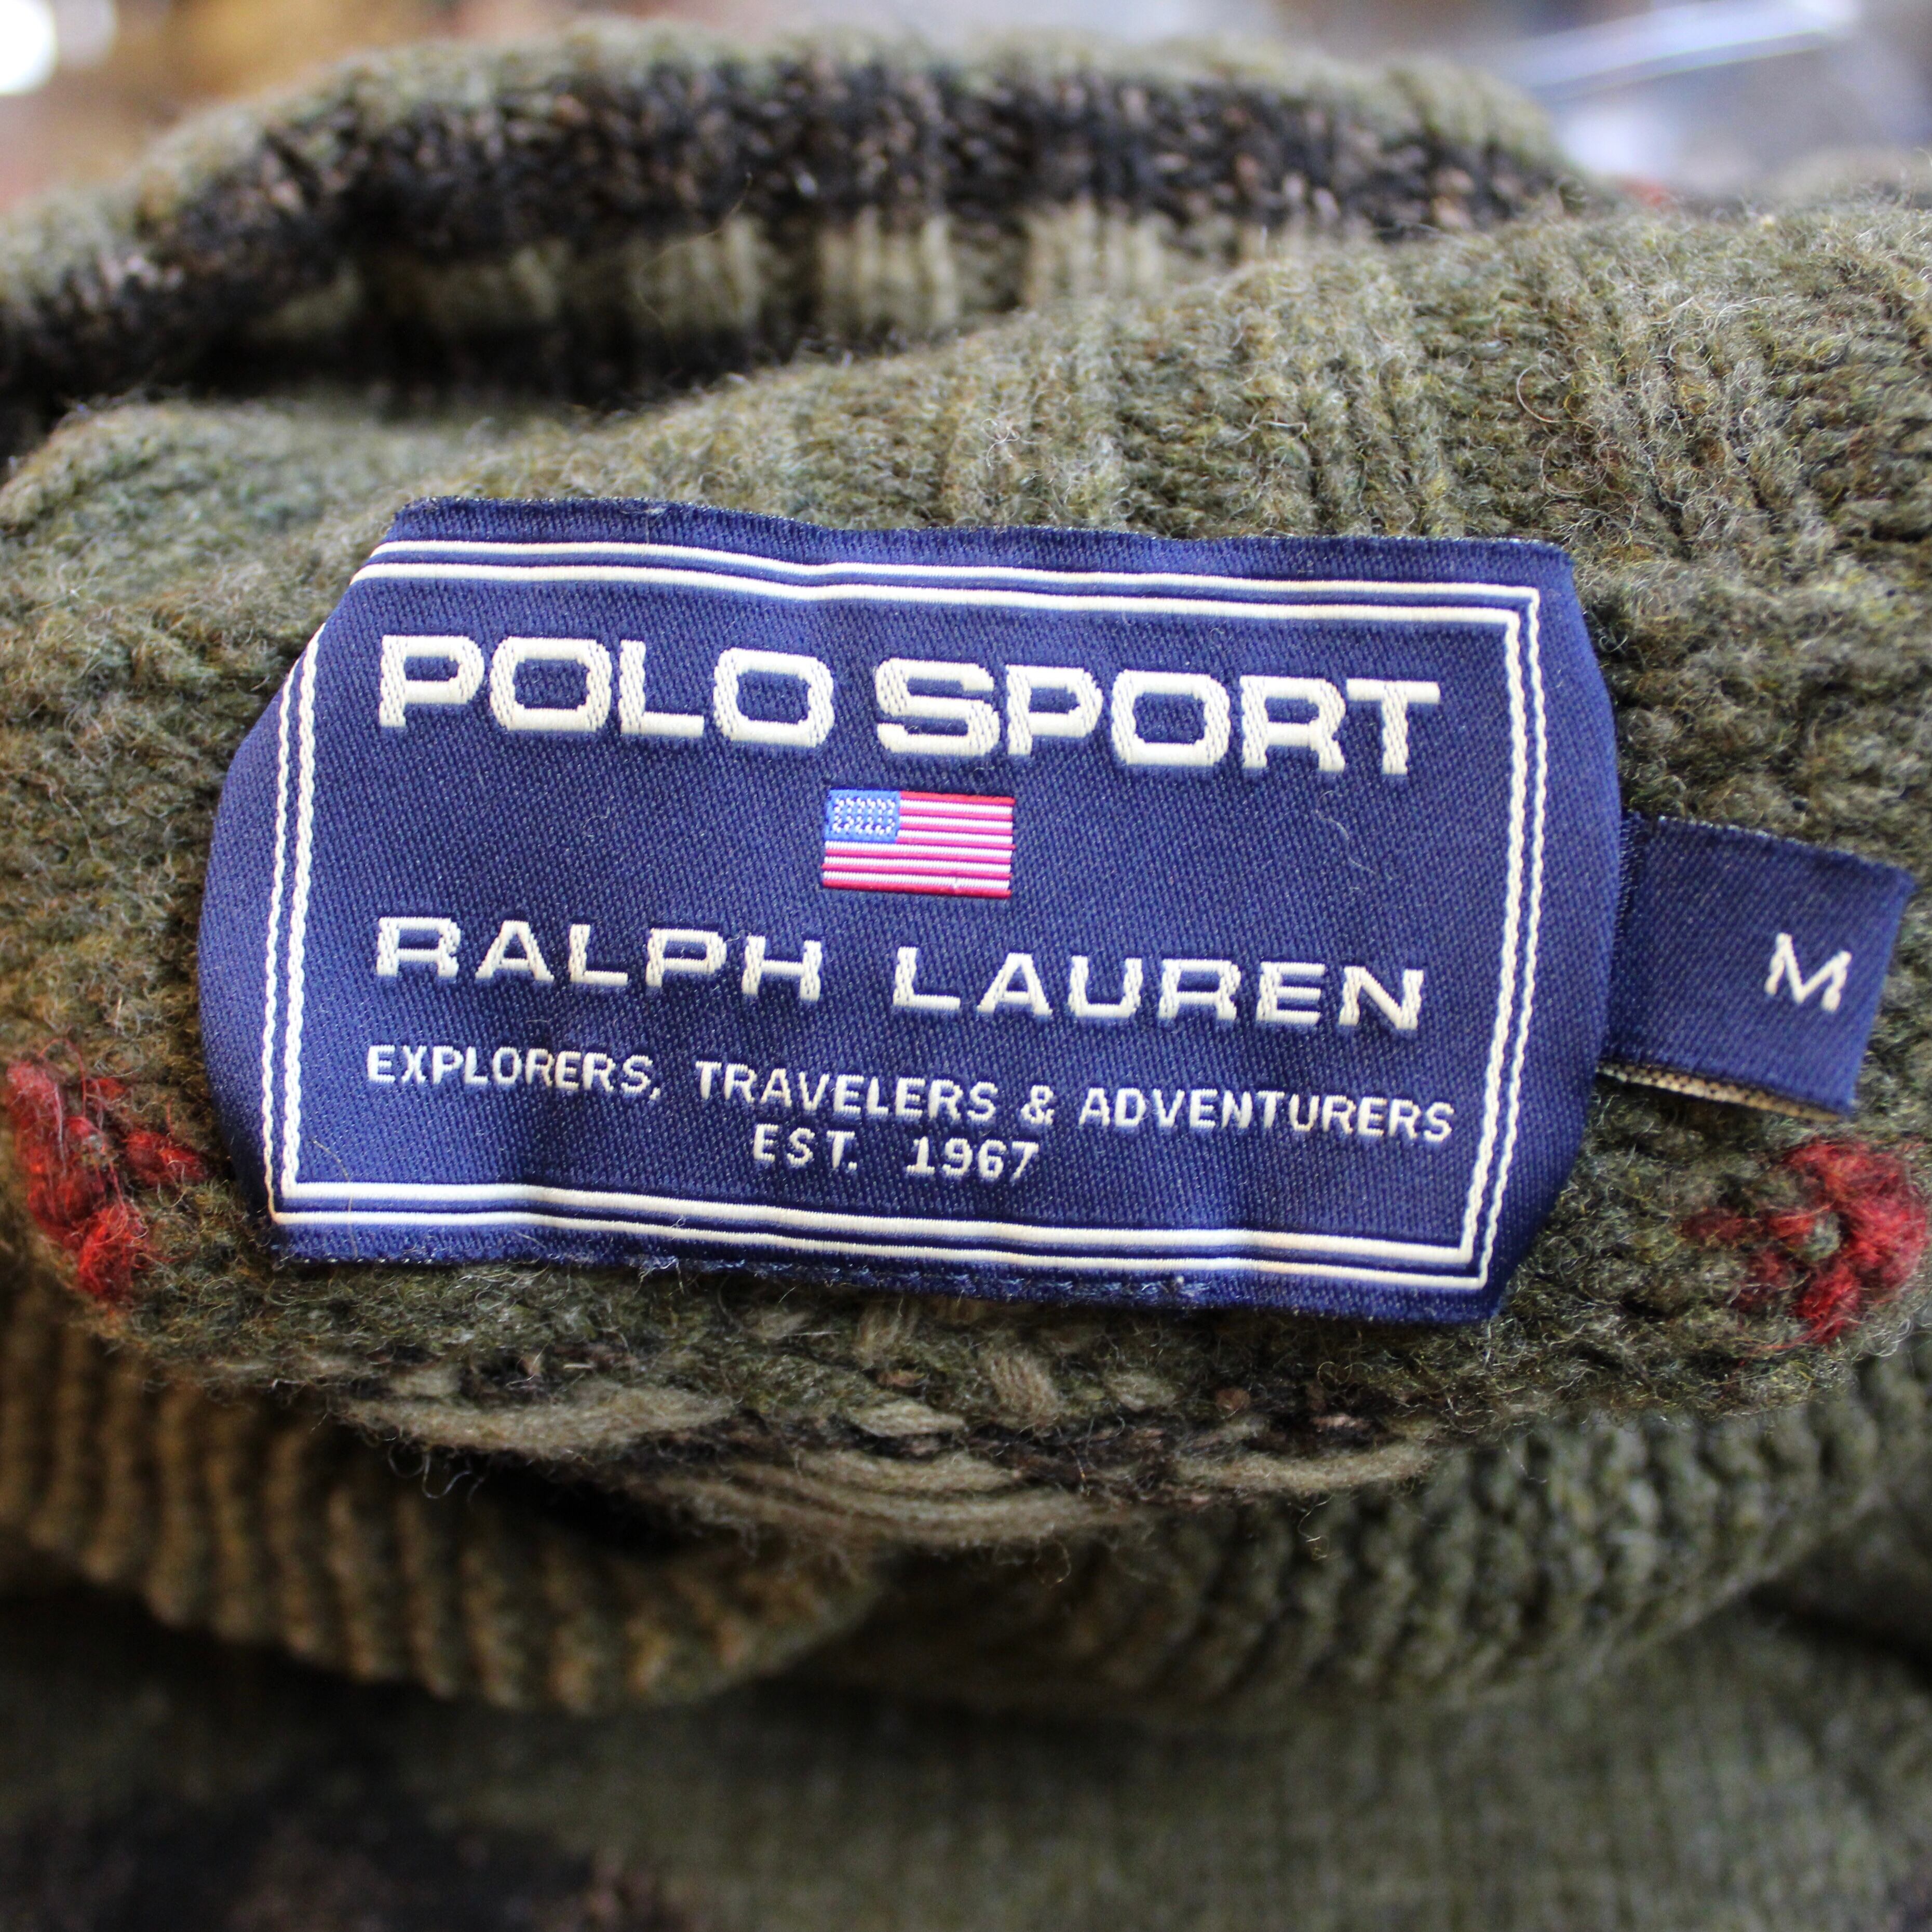 POLO SPORT
RALPH LAUREN
EXPLORERS, TRAVELERS & ADVENTURERS
EST. 1967
M